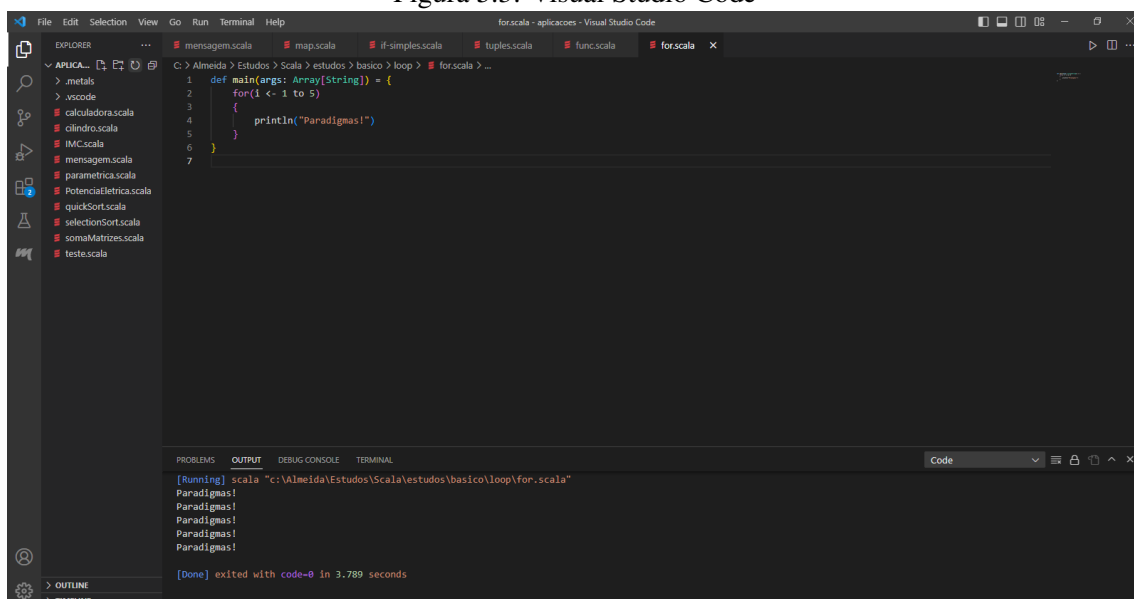 Figura 3.3: Visual Studio Code
File Edit Selection View Go Run Terminal Help
for.scala - aplicacoes - Visual Studio Code
EXPLORER
mensagem.scala map.scala if-simples.scala tuples.scala func.scala for.scala
APLICA...
C: > Almeida > Estudos > Scala > estudos > basico > loop > for.scala > ...
> .metals
> .vscode
calculadora.scala
cilindro.scala
IMC.scala
mensagem.scala
parametrica.scala
PotenciaEletrica.scala
quickSort.scala
selectionSort.scala
somaMatrizes.scala
teste.scala
1 def main(args: Array[String]) = {
2 for(i <- 1 to 5)
3 {
4 println("Paradigmas!")
5 }
6 }
7
2
PROBLEMS OUTPUT DEBUG CONSOLE TERMINAL
Code
[Running] scala "c:\Almeida\Estudos\Scala\estudos\basico\loop\for.scala"
Paradigmas!
Paradigmas!
Paradigmas!
Paradigmas!
Paradigmas!
[Done] exited with code=0 in 3.789 seconds
> OUTLINE